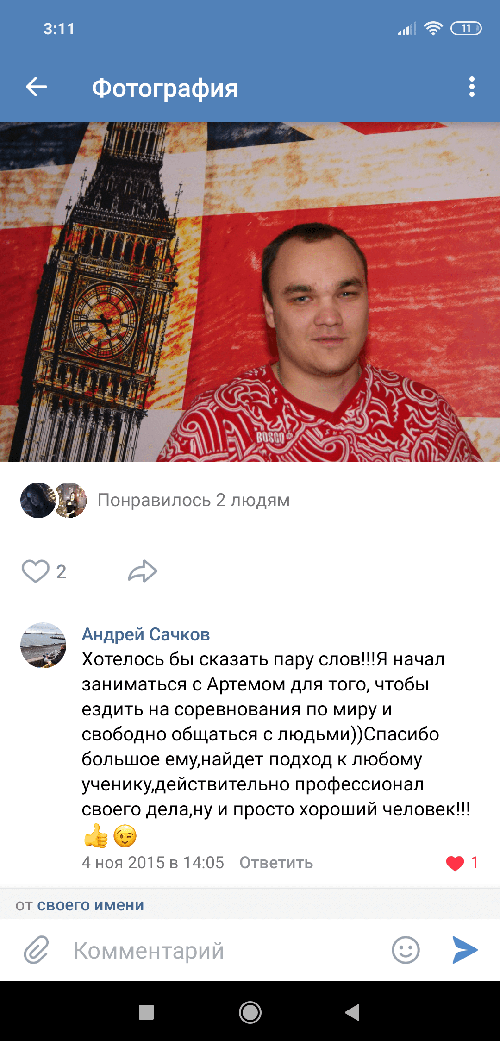 3:11
11
Фотография
BOSCO
Понравилось 2 людям
2
Андрей Сачков
Хотелось бы сказать пару слов!!!Я начал
заниматься с Артемом для того, чтобы
ездить на соревнования по миру и
свободно общаться с людьми))Спасибо
большое ему,найдет подход к любому
ученику,действительно профессионал
своего дела,ну и просто хороший человек!!!
👍😉
4 ноя 2015 в 14:05 Ответить 1
от своего имени
Комментарий